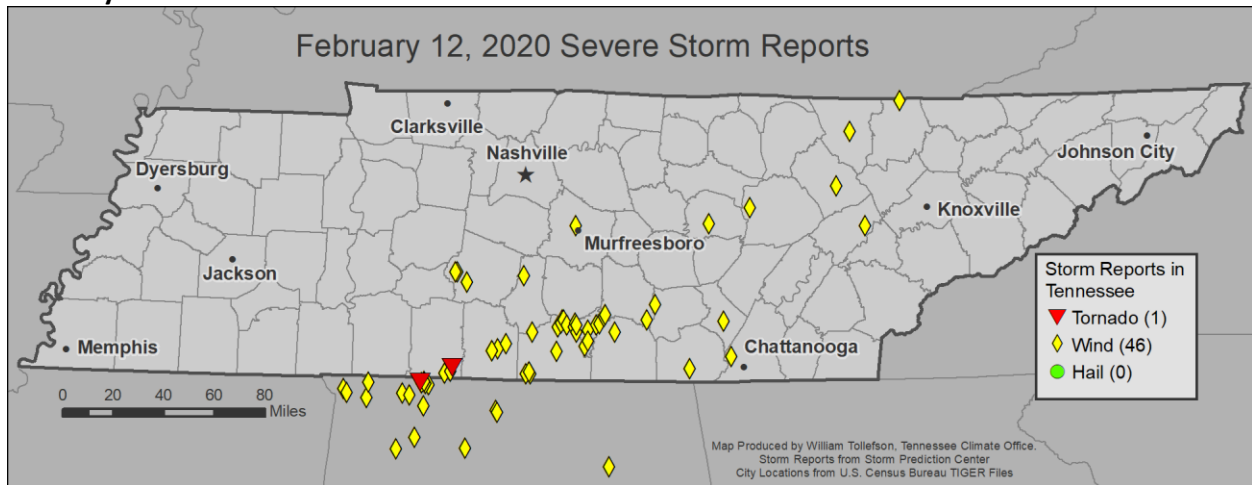 February 12, 2020 Severe Storm Reports
Clarksville
Nashville
Johnson City
Dyersburg
Knoxville
Murfreesboro
Jackson
Storm Reports in
Tennessee
Tornado (1)
Wind (46)
Hail (0)
Memphis
Chattanooga
0 20 40 60 80
Miles
Map Produced by William Tollefson, Tennessee Climate Office.
Storm Reports from Storm Prediction Center
City Locations from U.S. Census Bureau TIGER Files